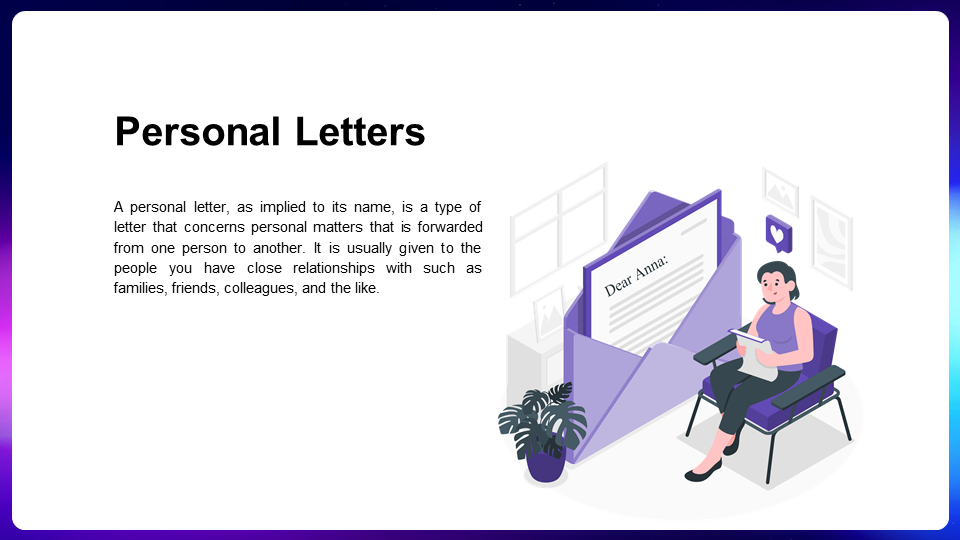 Personal Letters
A personal letter, as implied to its name, is a type of
letter that concerns personal matters that is forwarded
from one person to another. It is usually given to the
people you have close relationships with such as
families, friends, colleagues, and the like.
Dear Anna: